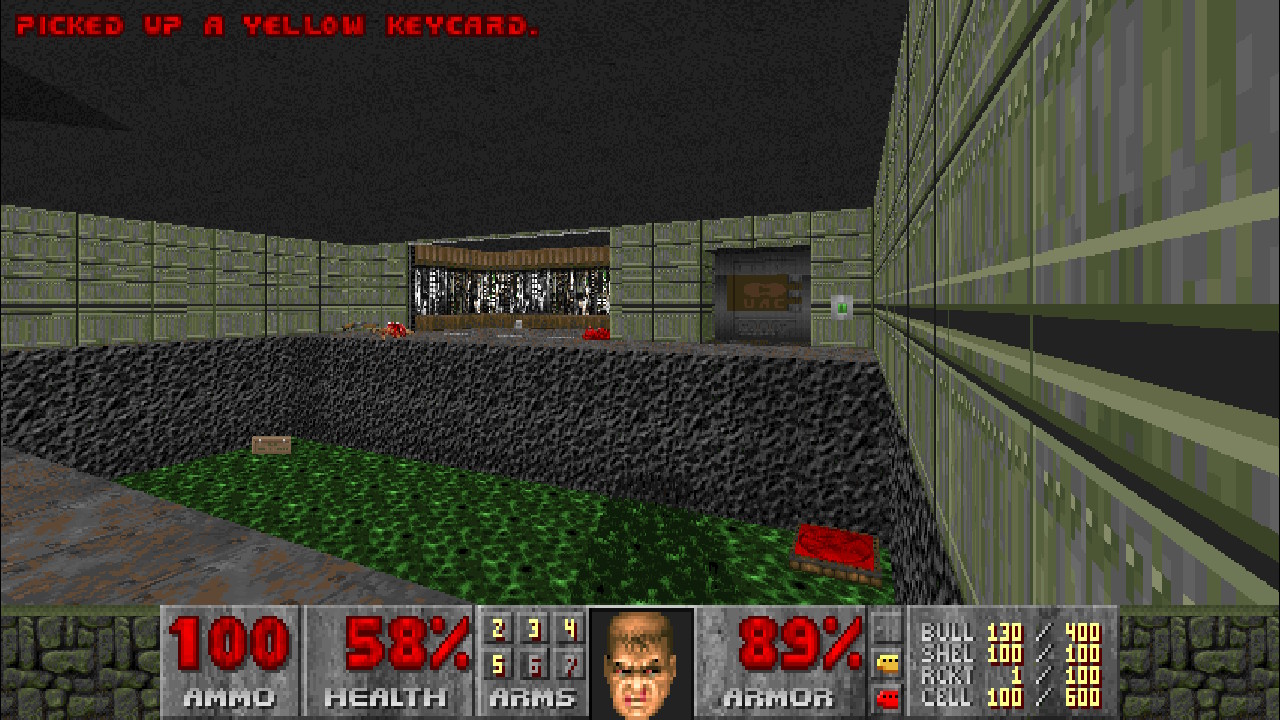 PICKED UP A YELLOW KEYCARD.
UAC
100
AMMO
58%
HEALTH
2 3 4
5 6 7
ARMS
89%
ARMOR
BULL 130 / 400
SHEL 100 / 100
RCKT 1 / 100
CELL 100 / 600